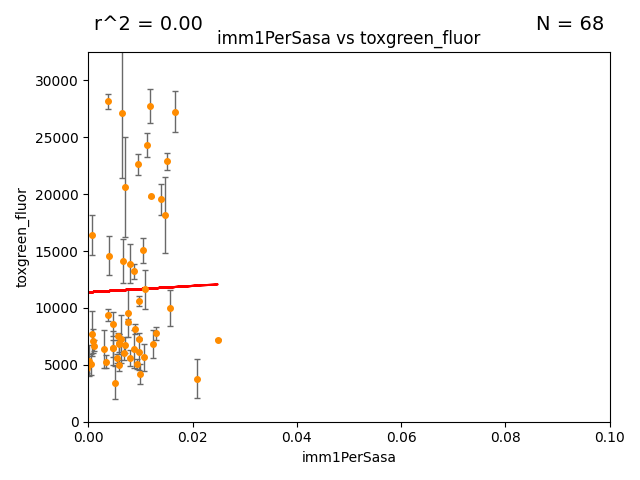 r^2 = 0.00
N = 68
imm1PerSasa vs toxgreen_fluor
30000
25000
20000
15000
10000
5000
0
toxgreen_fluor
0.00
0.02
0.04
0.06
0.08
0.10
imm1PerSasa